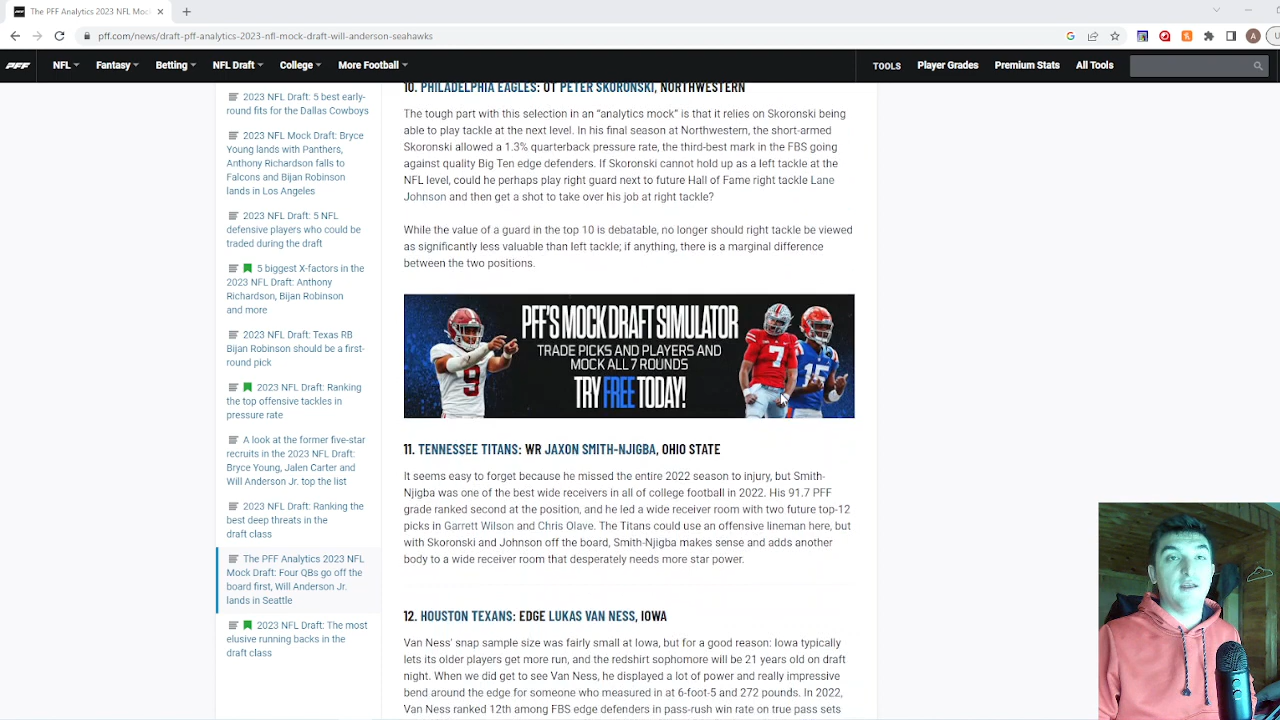 The PFF Analytics 2023 NFL Moc
pff.com/news/draft-pff-analytics-2023-nfl-mock-draft-will-anderson-seahawks
A
PFF
NFL
Fantasy
Betting
NFL Draft
College
More Football
TOOLS
Player Grades
Premium Stats
All Tools
2023 NFL Draft: 5 best early-
round fits for the Dallas Cowboys
2023 NFL Mock Draft: Bryce
Young lands with Panthers,
Anthony Richardson falls to
Falcons and Bijan Robinson
lands in Los Angeles
2023 NFL Draft: 5 NFL
defensive players who could be
traded during the draft
5 biggest X-factors in the
2023 NFL Draft: Anthony
Richardson, Bijan Robinson
and more
2023 NFL Draft: Texas RB
Bijan Robinson should be a first-
round pick
2023 NFL Draft: Ranking
the top offensive tackles in
pressure rate
A look at the former five-star
recruits in the 2023 NFL Draft:
Bryce Young, Jalen Carter and
Will Anderson Jr. top the list
2023 NFL Draft: Ranking the
best deep threats in the
draft class
The PFF Analytics 2023 NFL
Mock Draft: Four QBs go off the
board first, Will Anderson Jr.
lands in Seattle
2023 NFL Draft: The most
elusive running backs in the
draft class
10. PHILADELPHIA EAGLES: OT PETER SKORONSKI, NORTHWESTERN
The tough part with this selection in an “analytics mock” is that it relies on Skoronski being
able to play tackle at the next level. In his final season at Northwestern, the short-armed
Skoronski allowed a 1.3% quarterback pressure rate, the third-best mark in the FBS going
against quality Big Ten edge defenders. If Skoronski cannot hold up as a left tackle at the
NFL level, could he perhaps play right guard next to future Hall of Fame right tackle Lane
Johnson and then get a shot to take over his job at right tackle?
While the value of a guard in the top 10 is debatable, no longer should right tackle be viewed
as significantly less valuable than left tackle; if anything, there is a marginal difference
between the two positions.
PFF'S MOCK DRAFT SIMULATOR
TRADE PICKS AND PLAYERS AND
MOCK ALL 7 ROUNDS
TRY FREE TODAY!
9
7
15
11. TENNESSEE TITANS: WR JAXON SMITH-NJIGBA, OHIO STATE
It seems easy to forget because he missed the entire 2022 season to injury, but Smith-
Njigba was one of the best wide receivers in all of college football in 2022. His 91.7 PFF
grade ranked second at the position, and he led a wide receiver room with two future top-12
picks in Garrett Wilson and Chris Olave. The Titans could use an offensive lineman here, but
with Skoronski and Johnson off the board, Smith-Njigba makes sense and adds another
body to a wide receiver room that desperately needs more star power.
12. HOUSTON TEXANS: EDGE LUKAS VAN NESS, IOWA
Van Ness' snap sample size was fairly small at Iowa, but for a good reason: Iowa typically
lets its older players get more run, and the redshirt sophomore will be 21 years old on draft
night. When we did get to see Van Ness, he displayed a lot of power and really impressive
bend around the edge for someone who measured in at 6-foot-5 and 272 pounds. In 2022,
Van Ness ranked 12th among FBS edge defenders in pass-rush win rate on true pass sets